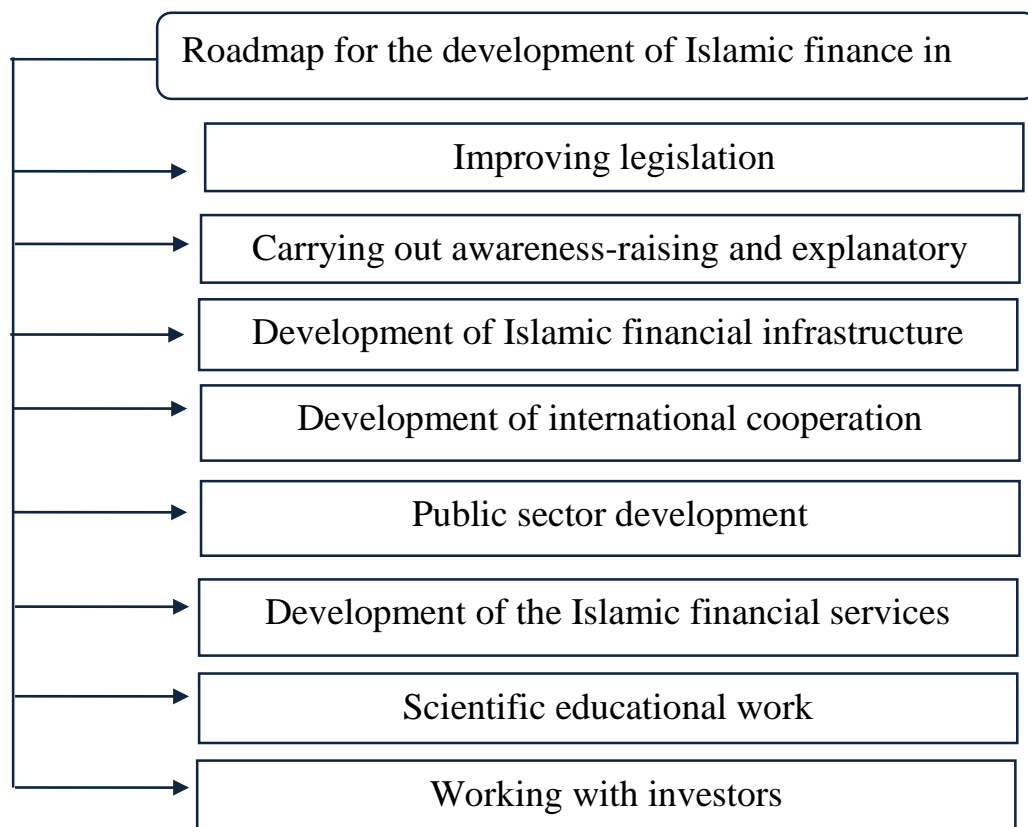 Roadmap for the development of Islamic finance in
Improving legislation
Carrying out awareness-raising and explanatory
Development of Islamic financial infrastructure
Development of international cooperation
Public sector development
Development of the Islamic financial services
Scientific educational work
Working with investors